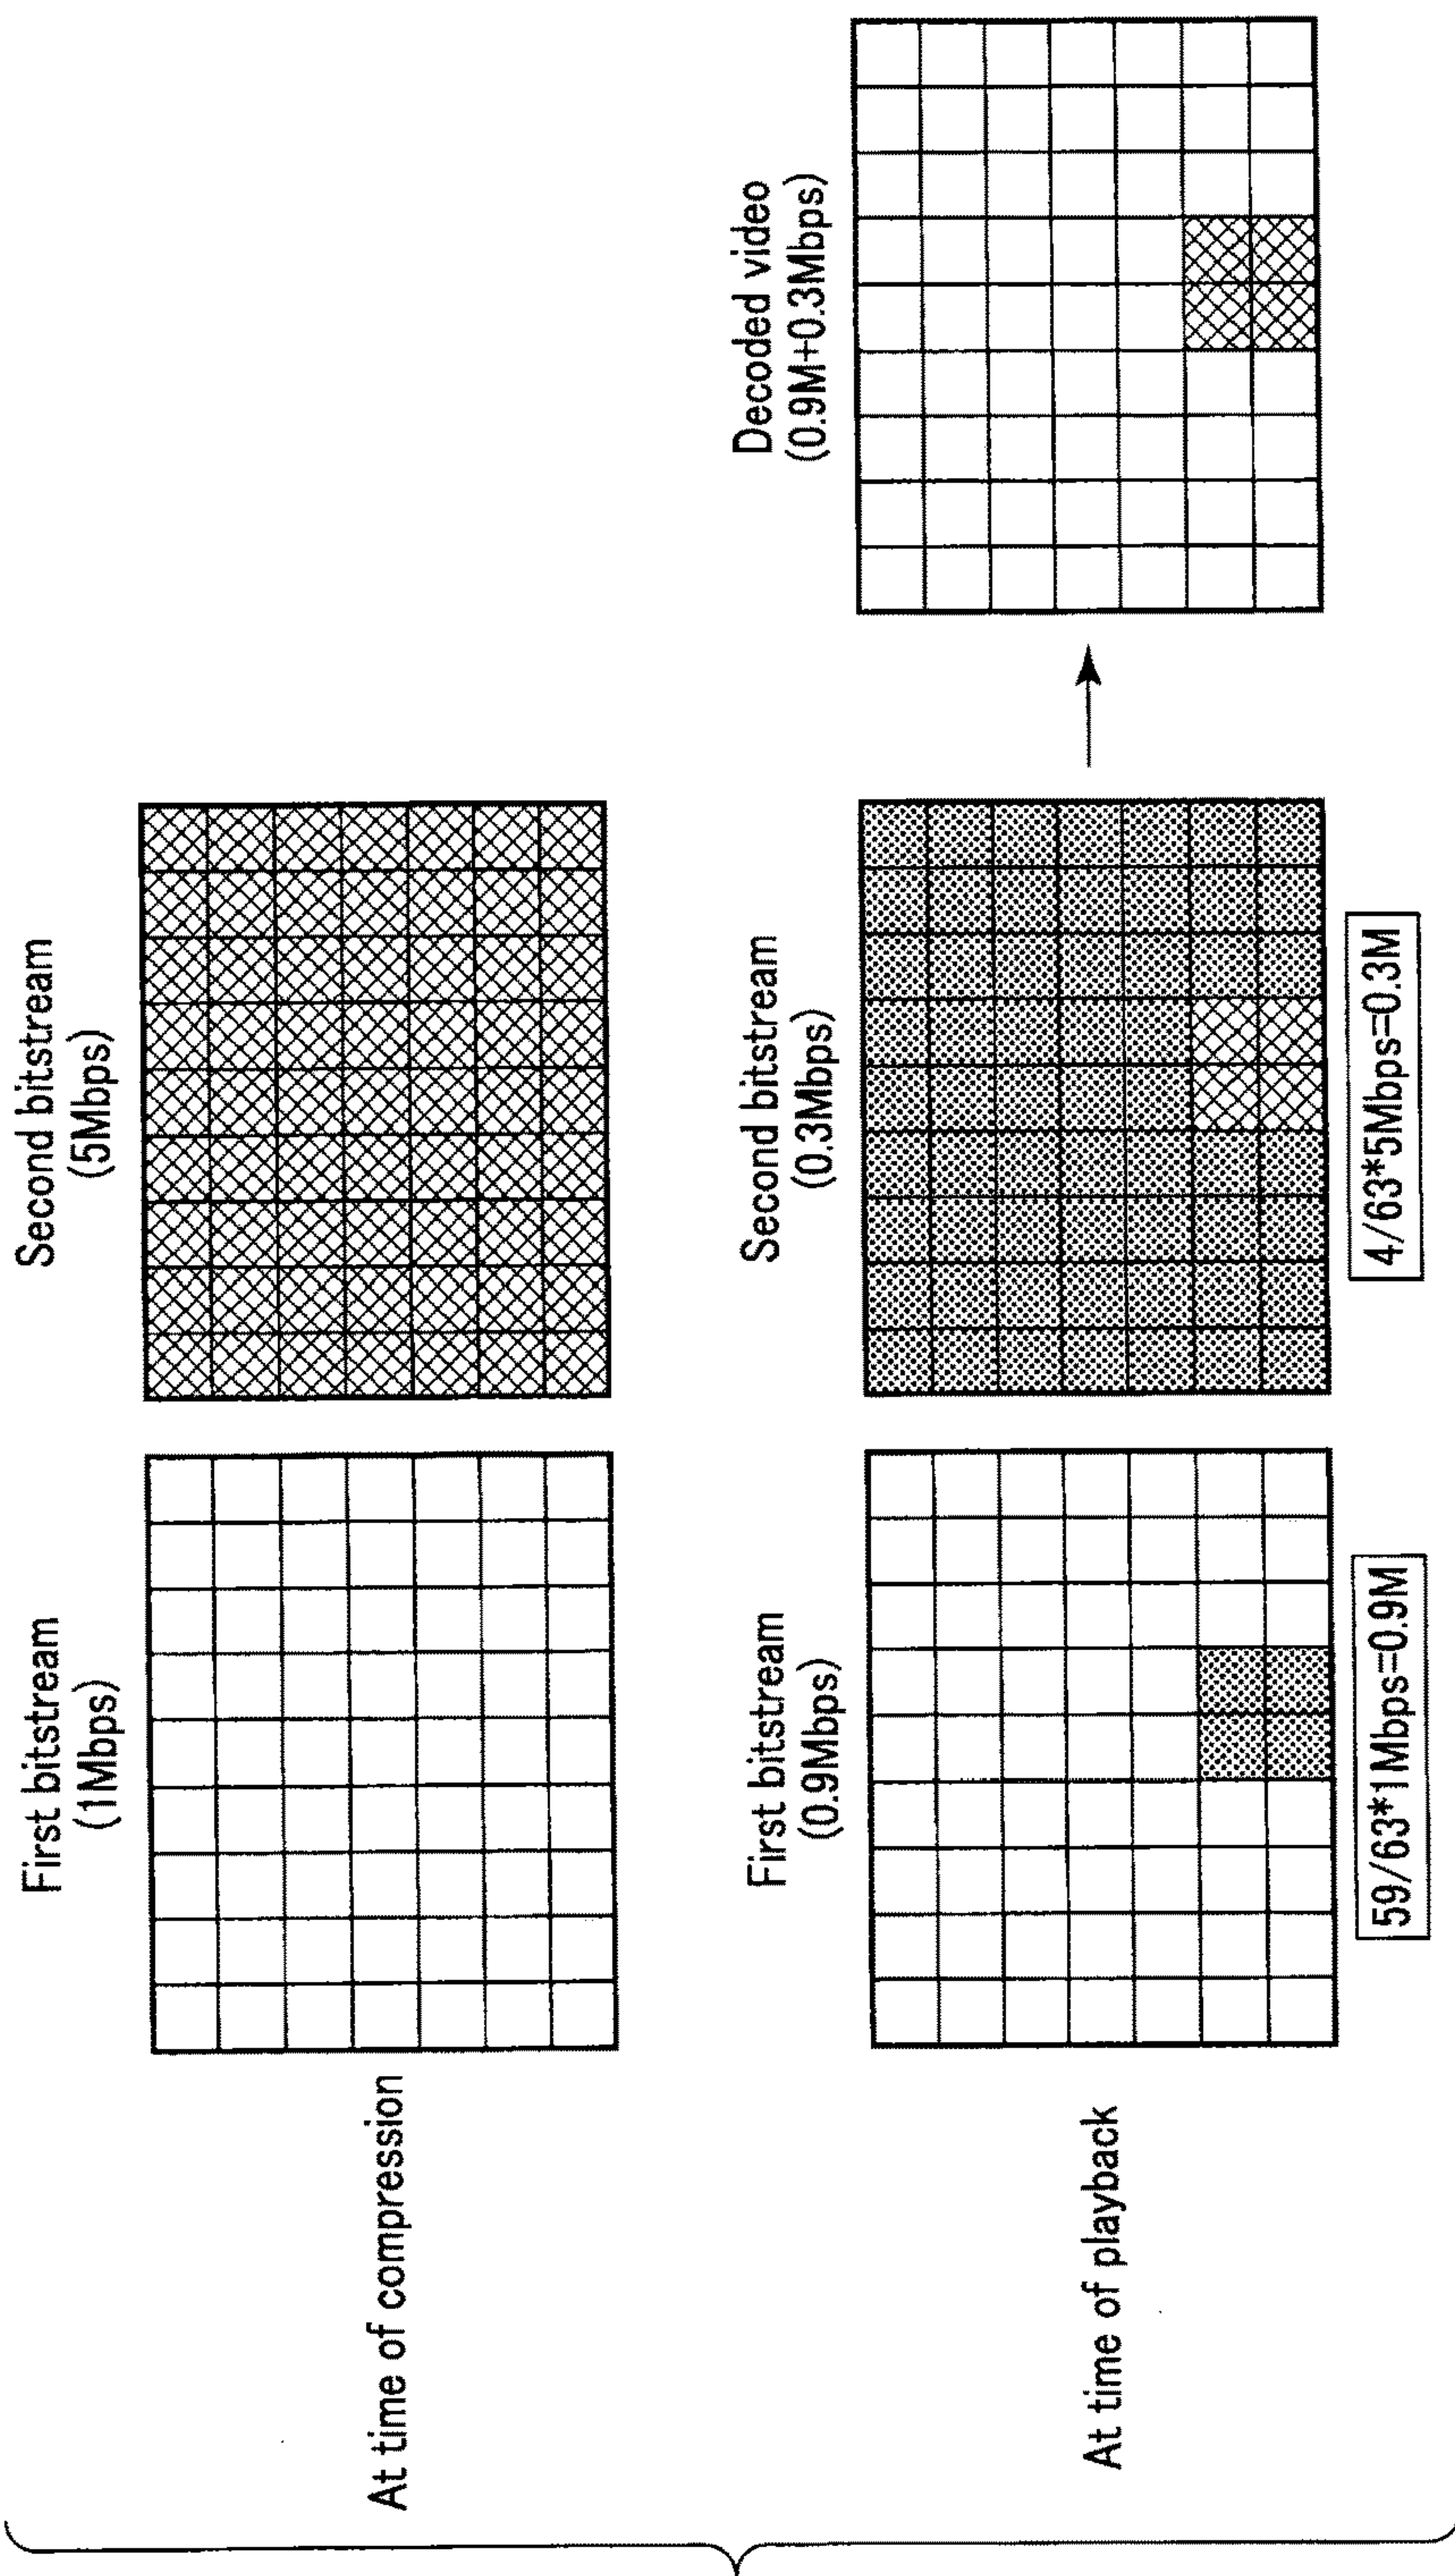 First bitstream
(1Mbps)
Second bitstream
(5Mbps)
At time of compression
First bitstream
(0.9Mbps)
Second bitstream
(0.3Mbps)
Decoded video
(0.9M+0.3Mbps)
At time of playback
59/63*1Mbps=0.9M
4/63*5Mbps=0.3M